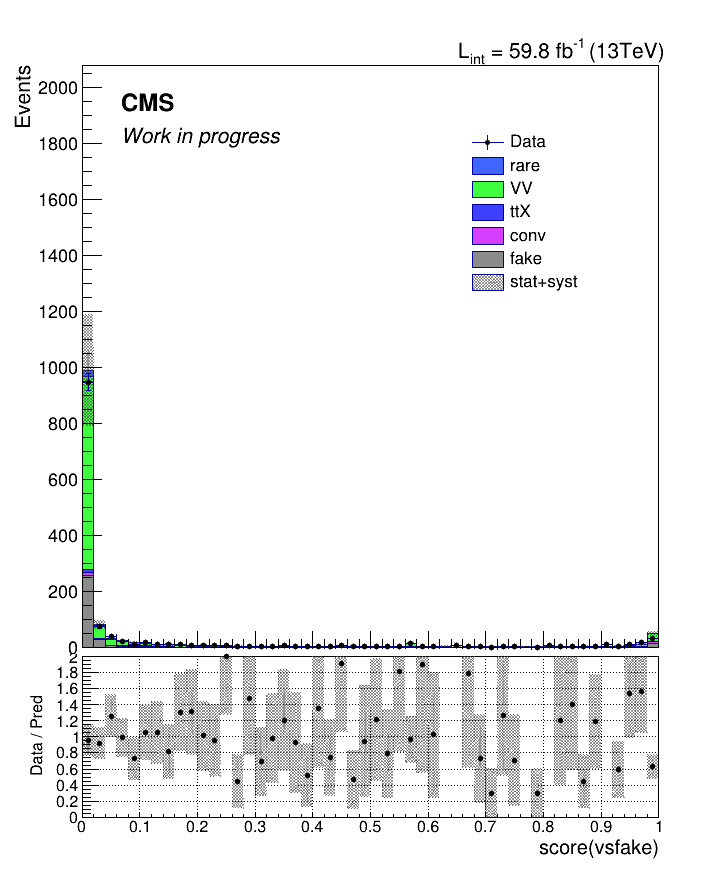 L_int = 59.8 fb^-1 (13TeV)
Events
CMS
Work in progress
2000
1800
1600
1400
1200
1000
800
600
400
200
0
Data
rare
VV
ttX
conv
fake
stat+syst
Data / Pred
2
1.8
1.6
1.4
1.2
1
0.8
0.6
0.4
0.2
0
0 0.1 0.2 0.3 0.4 0.5 0.6 0.7 0.8 0.9 1
score(vsfake)